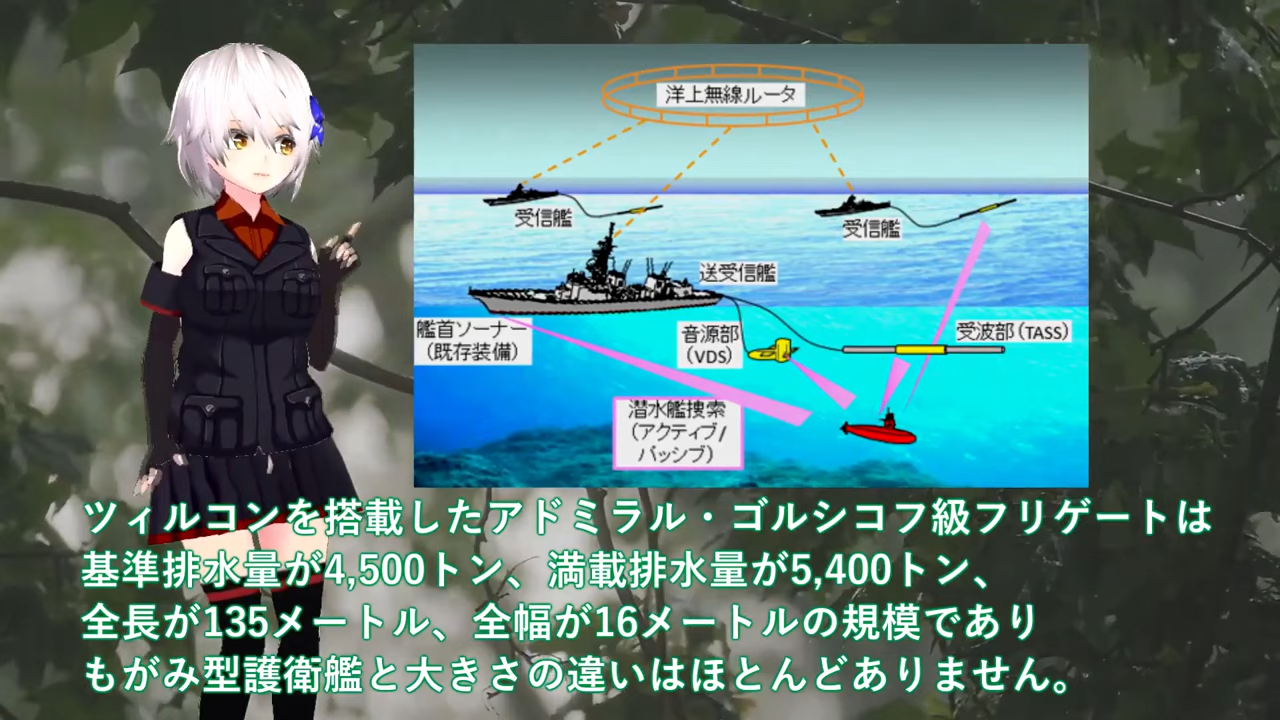 洋上無線ルータ
受信艦
受信艦
送受信艦
艦首ソーナー
（既存装備）
音源部
（VDS）
受波部（TASS）
潜水艦捜索
（アクティブ/
パッシブ）
ツィルコンを搭載したアドミラル・ゴルシコフ級フリゲートは
基準排水量が4,500トン、満載排水量が5,400トン、
全長が135メートル、全幅が16メートルの規模であり
もがみ型護衛艦と大きさの違いはほとんどありません。